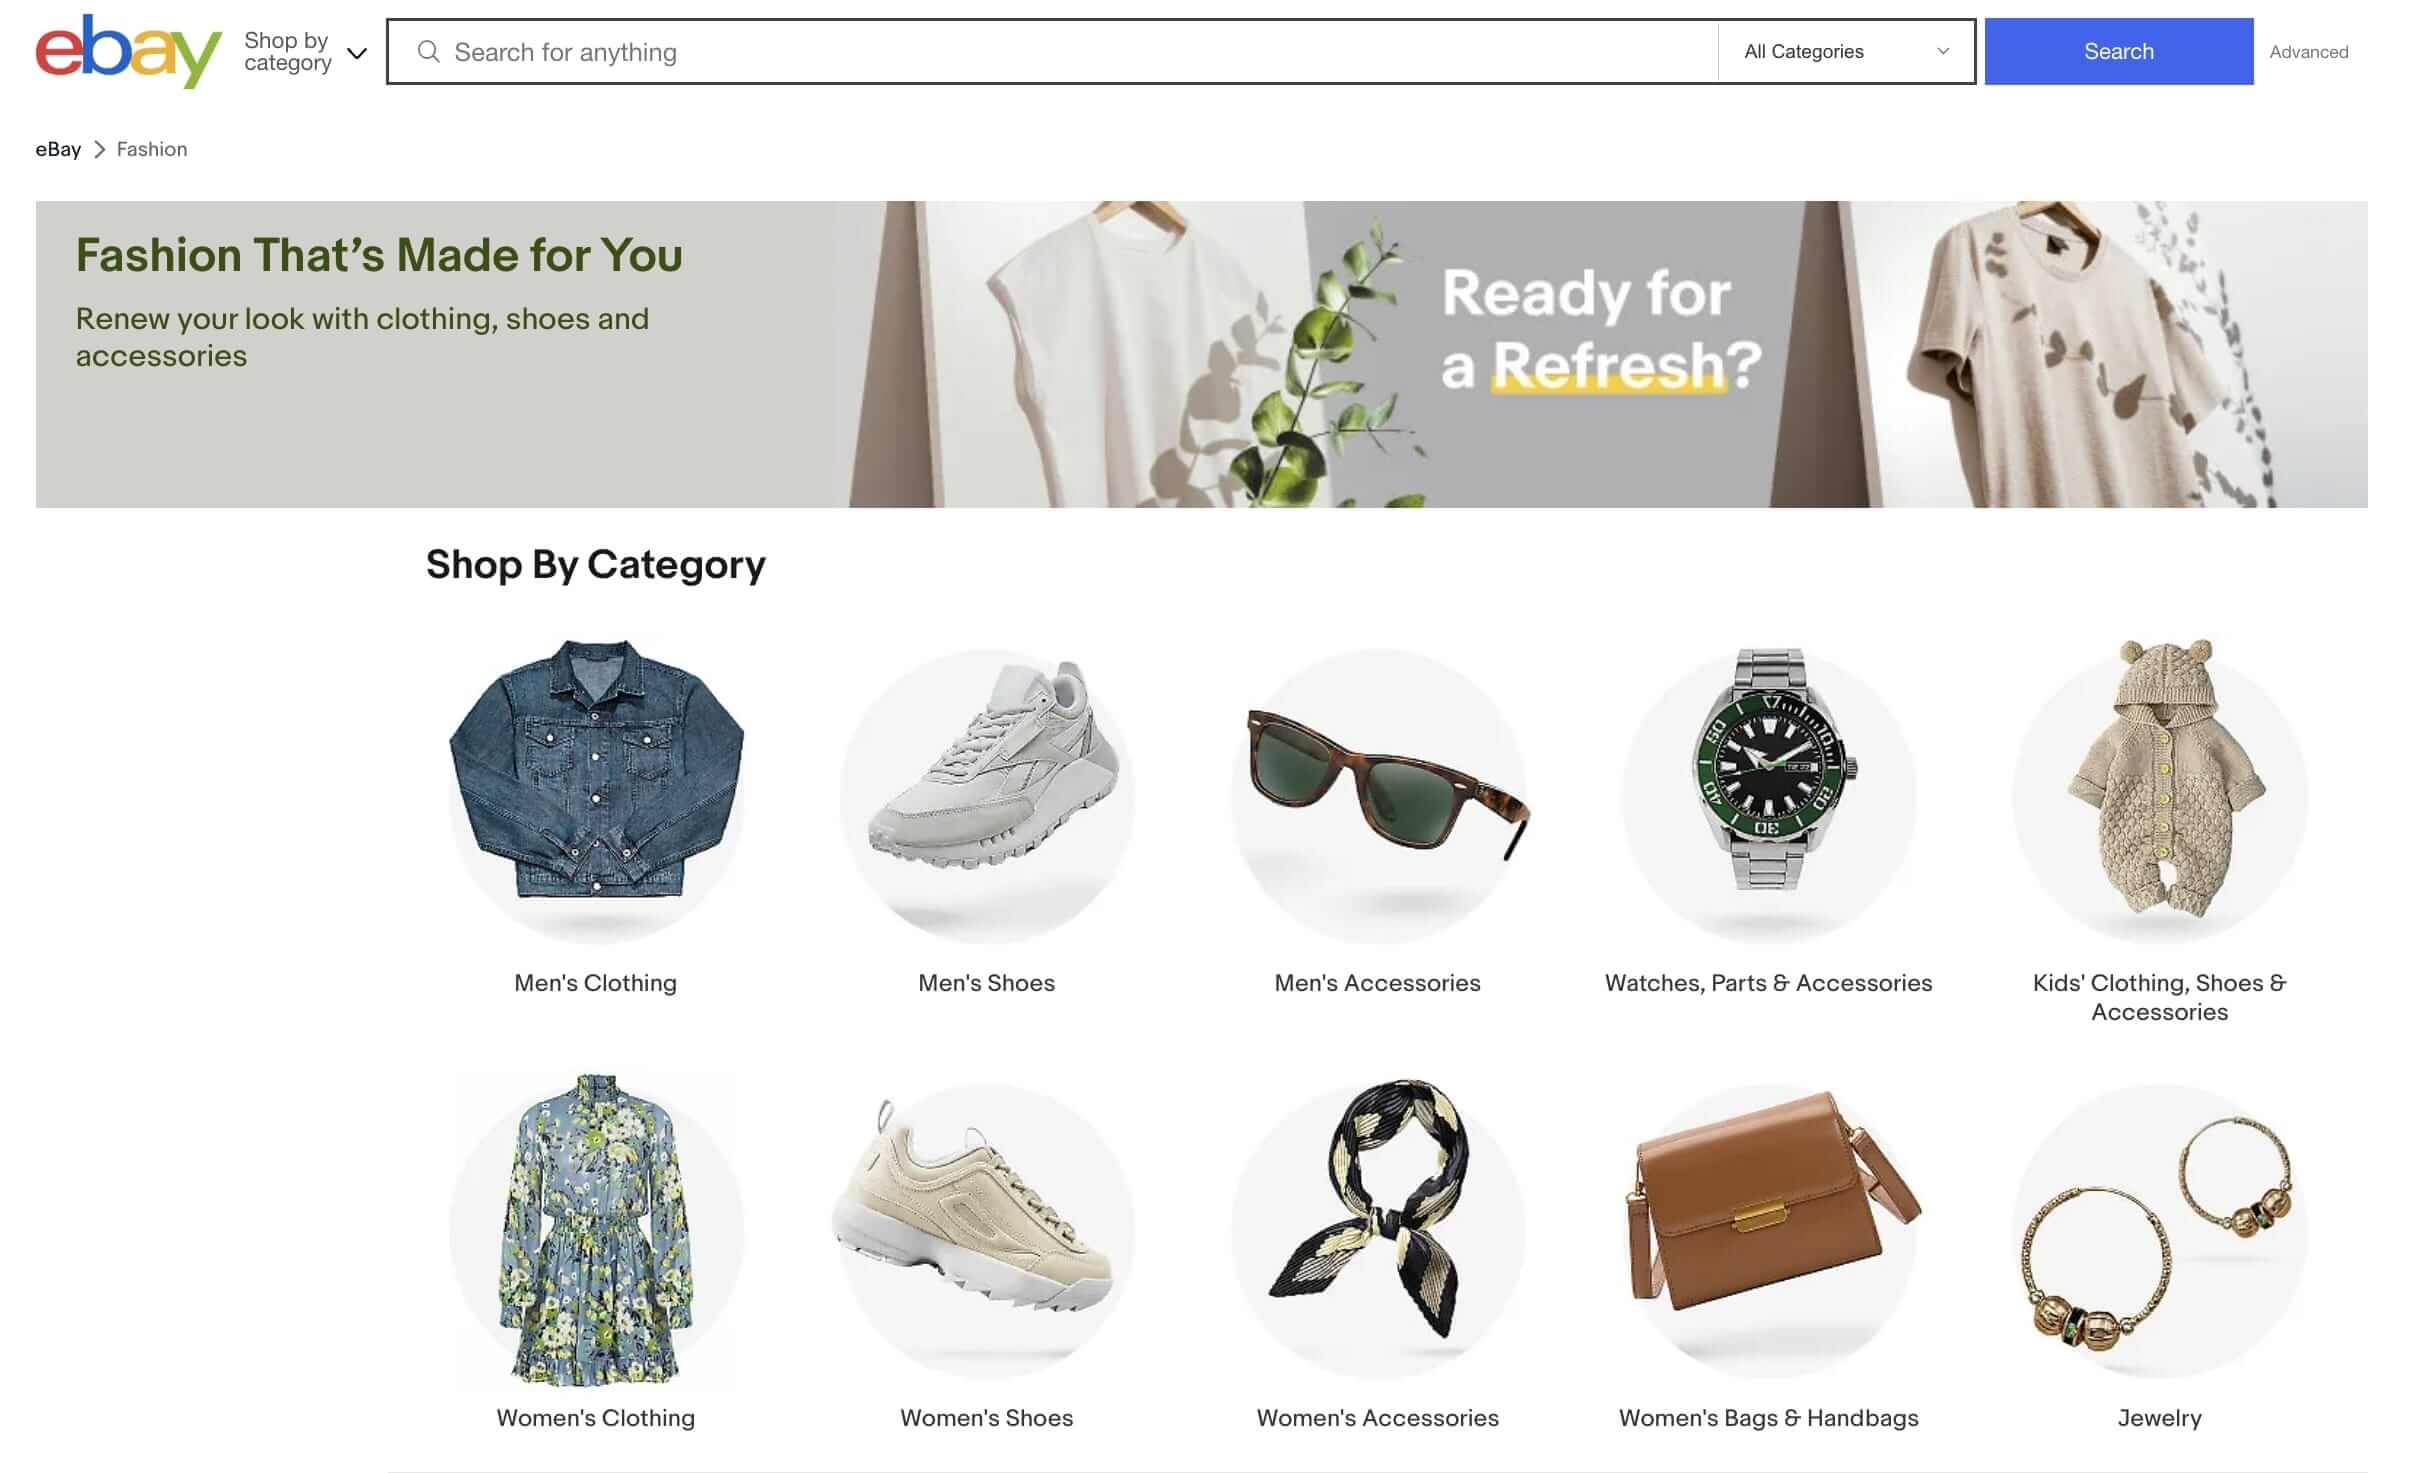 ebay
Shop by
category
Search for anything
All Categories
Search
Advanced
eBay
Fashion
Fashion That's Made for You
Renew your look with clothing, shoes and
accessories
Ready for
a Refresh?
Shop By Category
Men's Clothing
Men's Shoes
Men's Accessories
Watches, Parts & Accessories
Kids' Clothing, Shoes &
Accessories
Women's Clothing
Women's Shoes
Women's Accessories
Women's Bags & Handbags
Jewelry